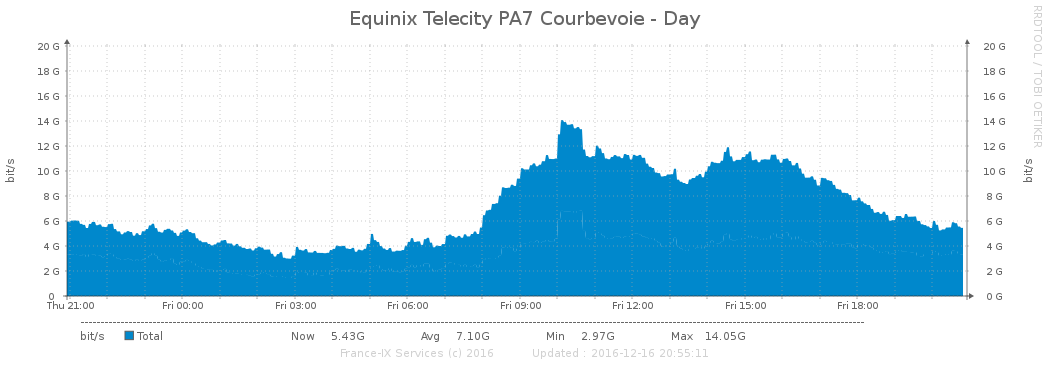 Equinix Telecity PA7 Courbevoie - Day
RRDTOOL / TOBI OETIKER
20 G 20 G
18 G 18 G
16 G 16 G
14 G 14 G
12 G 12 G
10 G 10 G
8 G 8 G
6 G 6 G
4 G 4 G
2 G 2 G
0 0 G
bit/s bit/s
Thu 21:00 Fri 00:00 Fri 03:00 Fri 06:00 Fri 09:00 Fri 12:00 Fri 15:00 Fri 18:00
bit/s Total Now 5.43G Avg 7.10G Min 2.97G Max 14.05G
France-IX Services (c) 2016 Updated : 2016-12-16 20:55:11